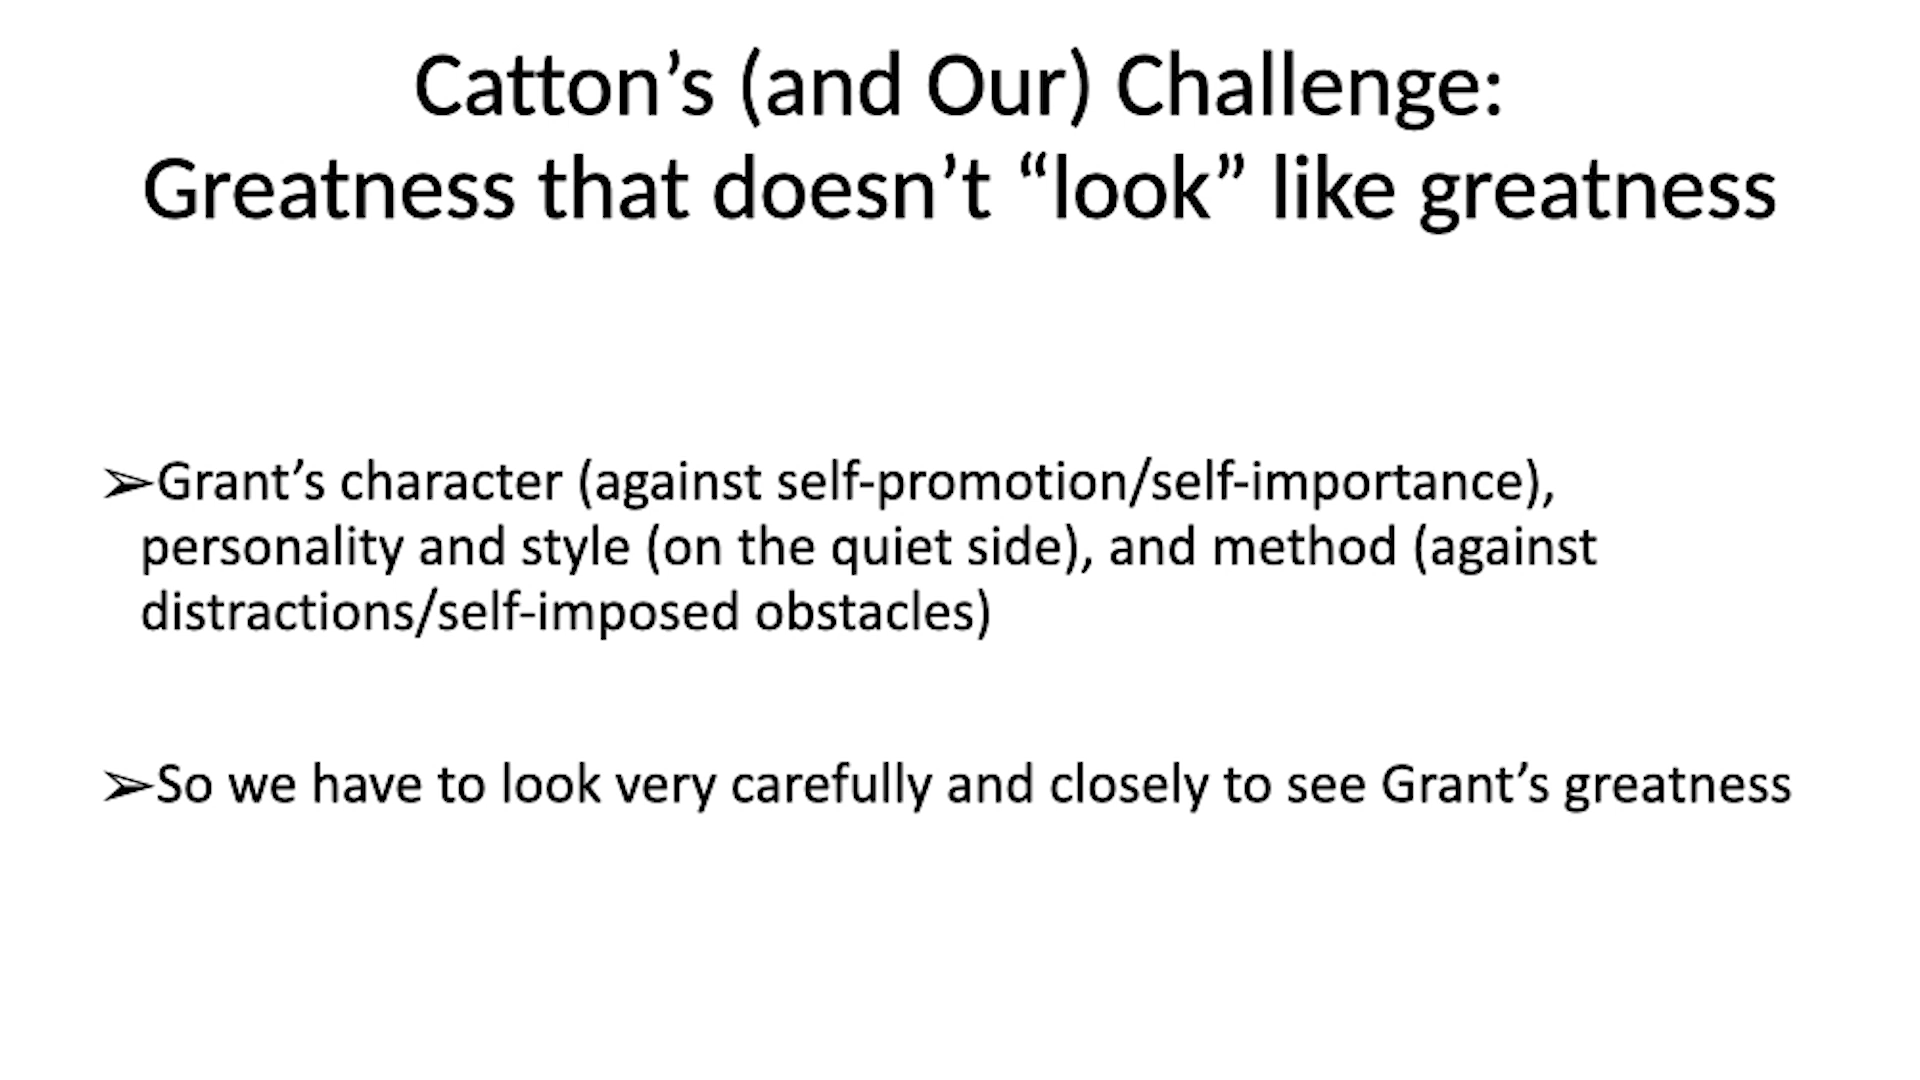 Catton’s (and Our) Challenge:
Greatness that doesn’t “look” like greatness
➢Grant’s character (against self-promotion/self-importance),
personality and style (on the quiet side), and method (against
distractions/self-imposed obstacles)
➢So we have to look very carefully and closely to see Grant’s greatness